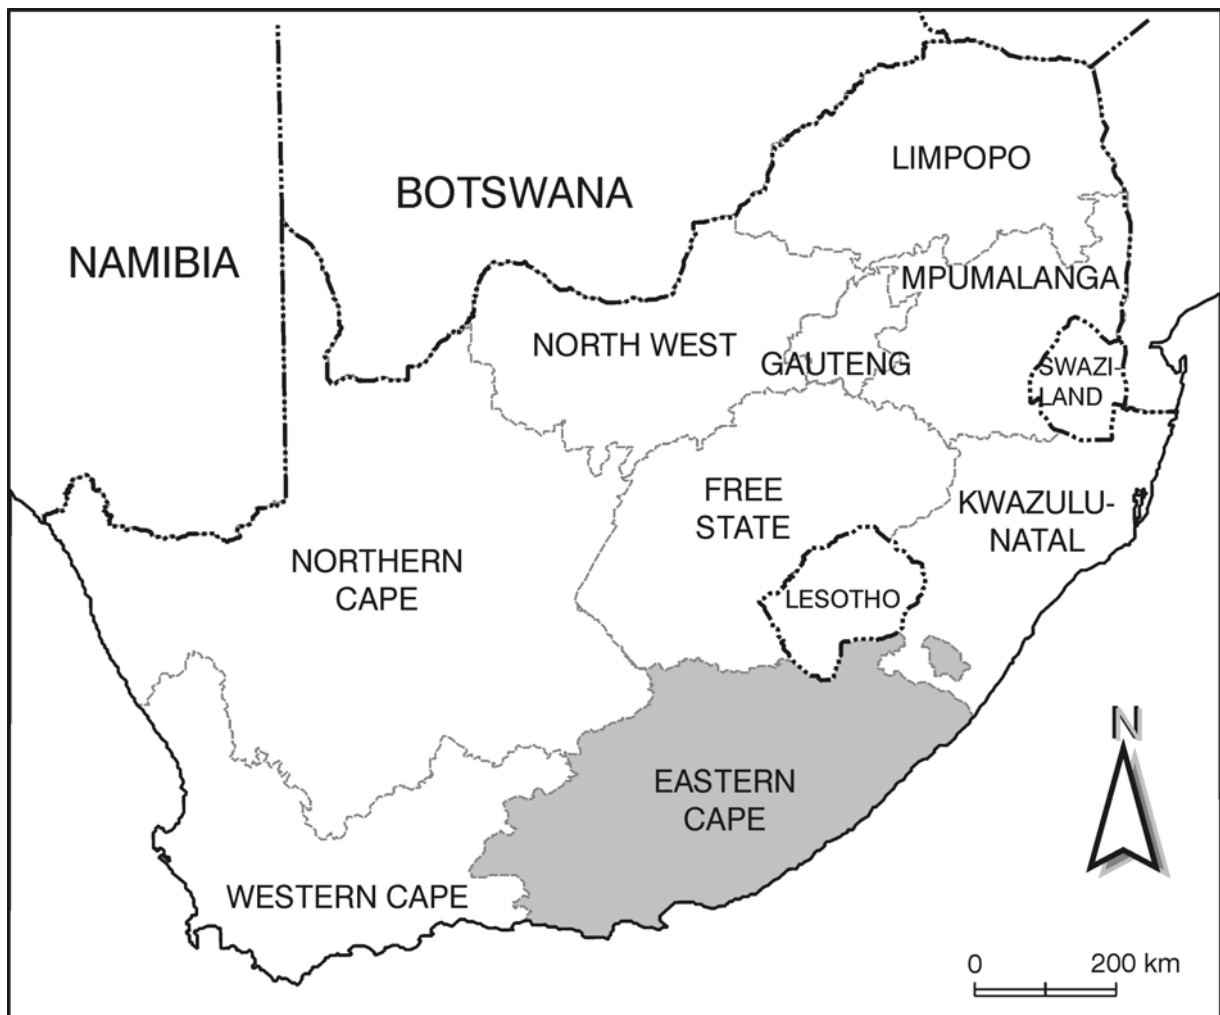 LIMPOPO
BOTSWANA
NAMIBIA
MPUMALANGA
NORTH WEST
GAUTENG
SWAZI-
LAND
FREE
STATE
KWAZULU-
NATAL
NORTHERN
CAPE
LESOTHO
N
EASTERN
CAPE
WESTERN CAPE
0 200 km